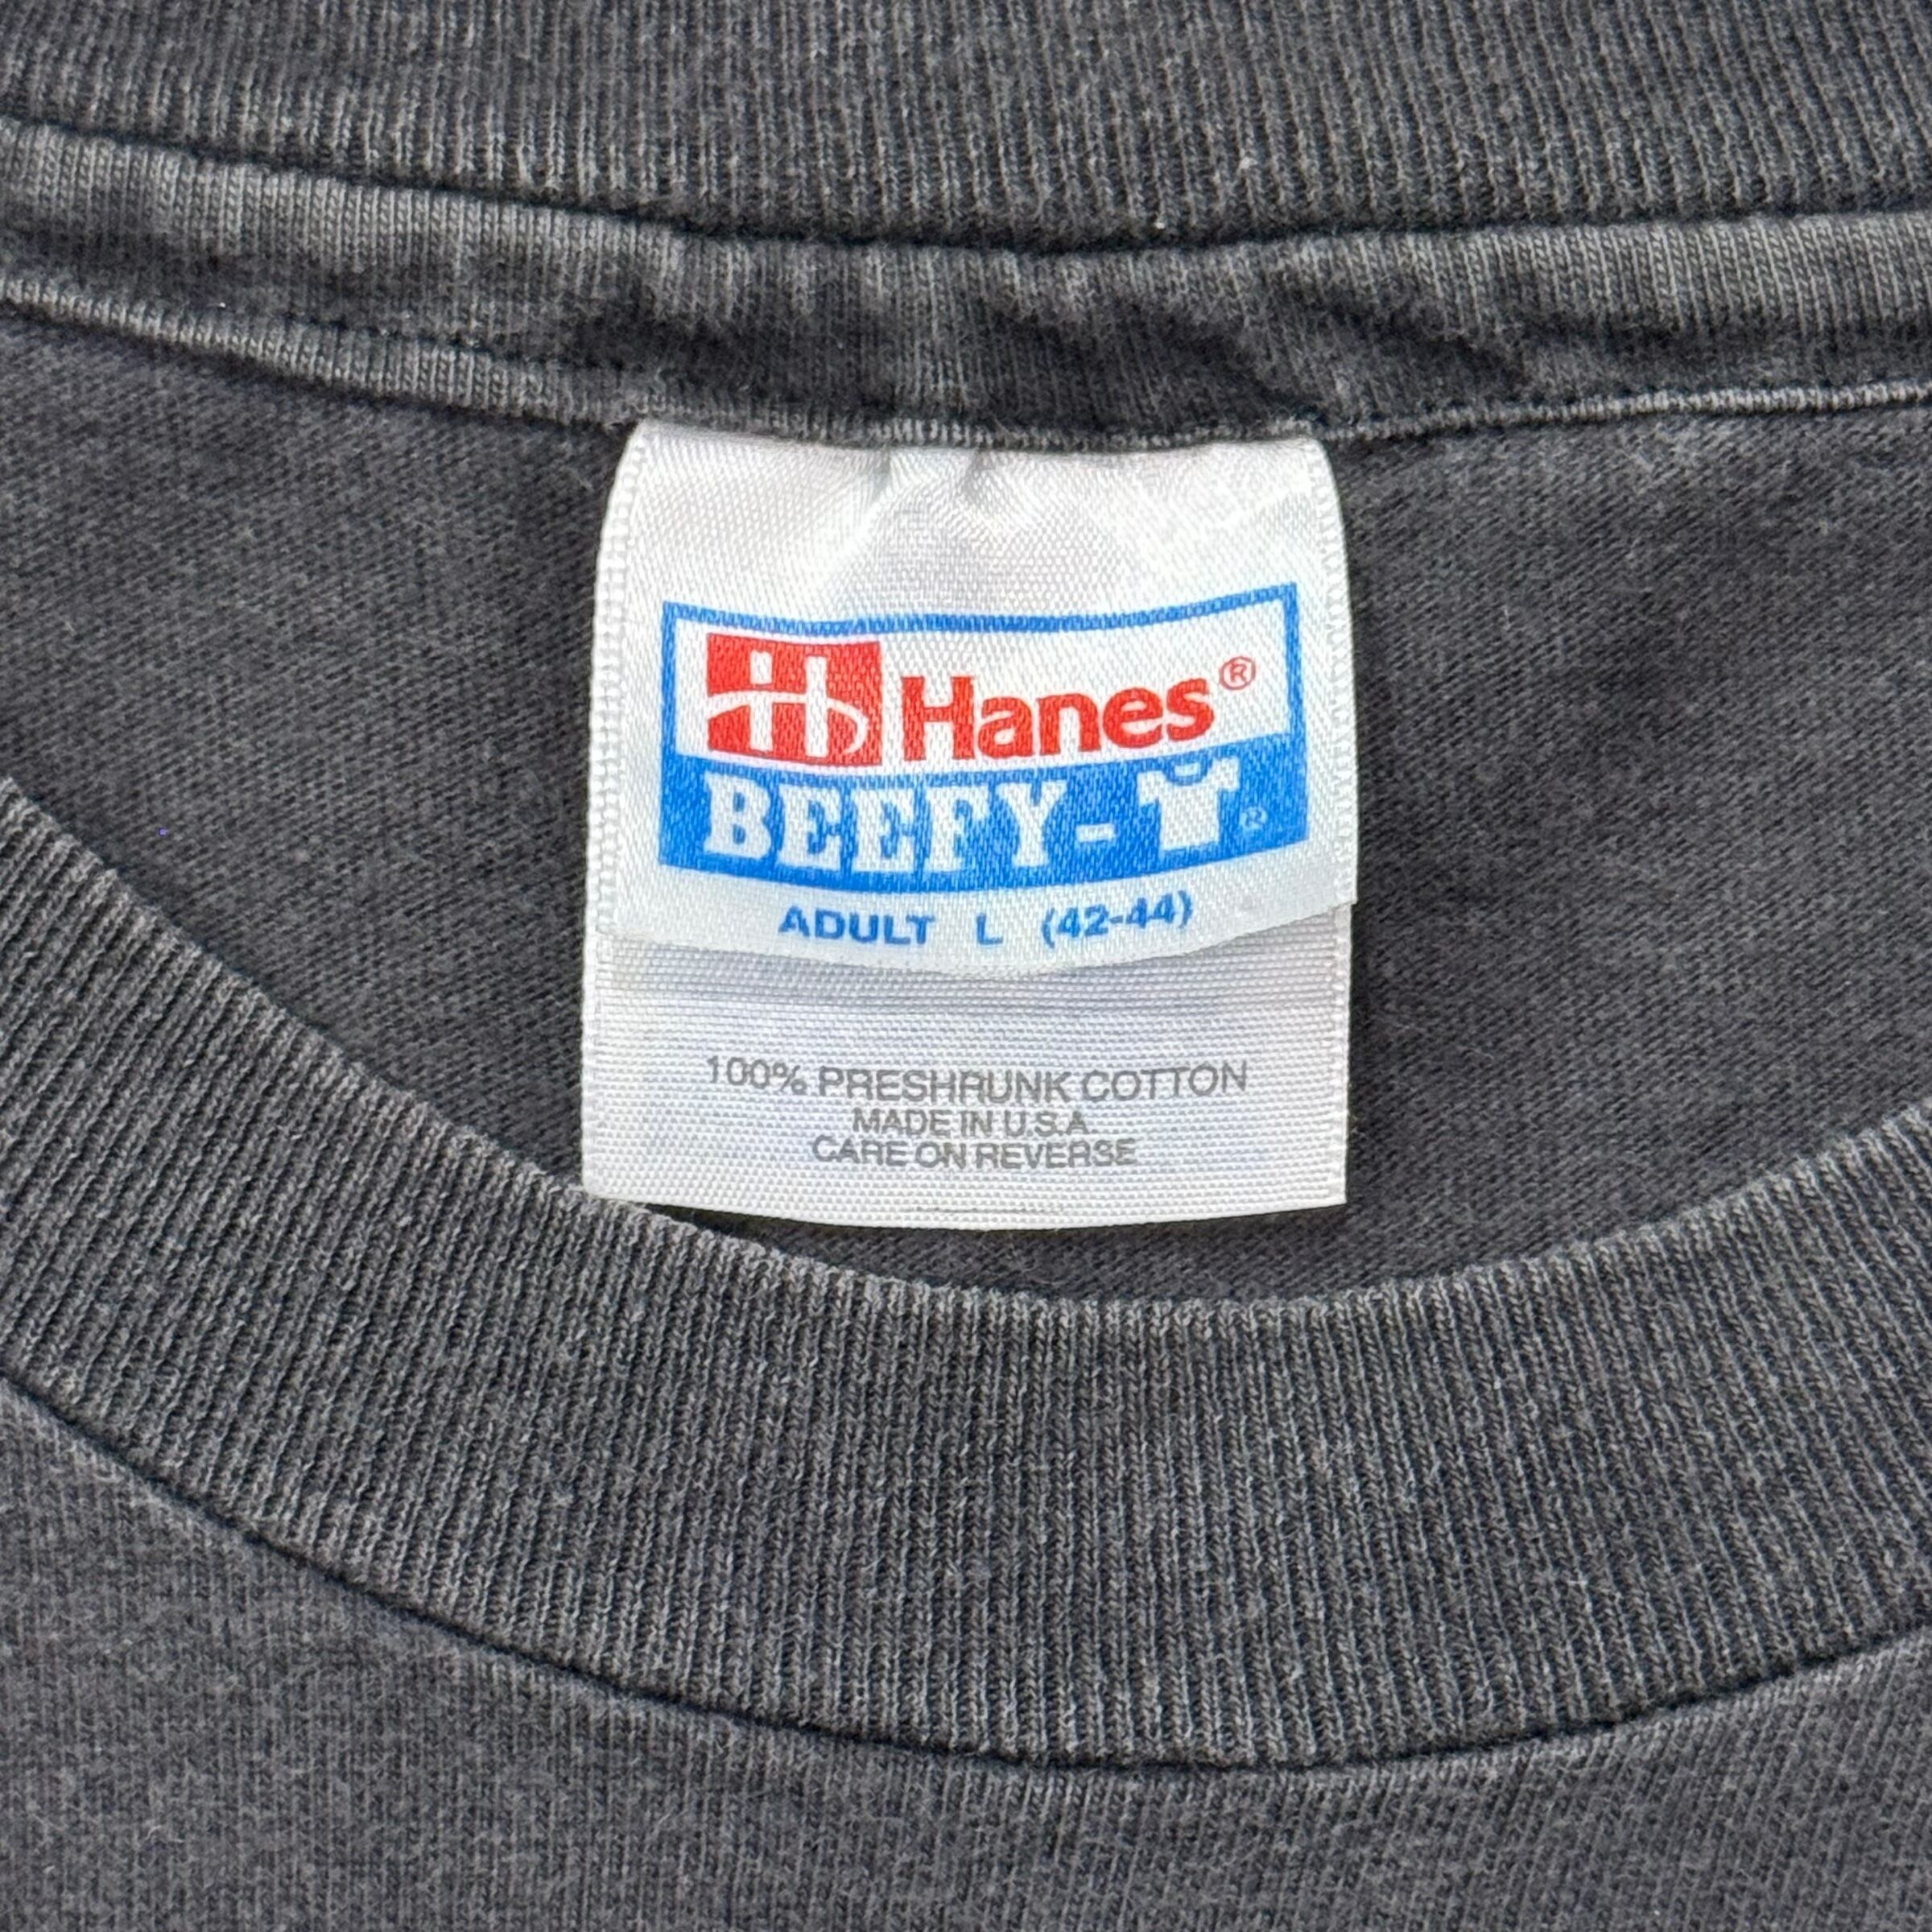 Hanes®
BEEFY-T®
ADULT L (42-44)
100% PRESHRUNK COTTON
MADE IN U.S.A.
CARE ON REVERSE